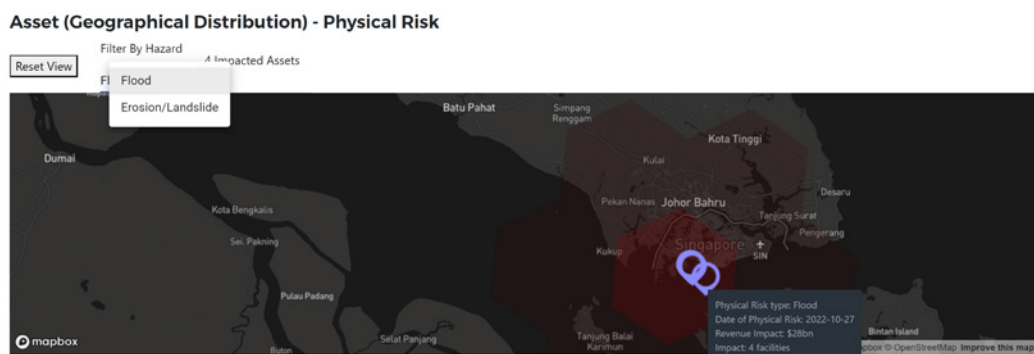 Asset (Geographical Distribution) - Physical Risk
Filter By Hazard
Reset View
4 Impacted Assets
Fl
Flood
Erosion/Landslide
Batu Pahat
Simpang
Renggam
Kota Tinggi
Dumai
Kulai
Desaru
Pekan Nanas
Johor Bahru
Kota Bengkalis
Tanjung Surat
Pengerang
Sei. Pakning
Kukup
Singapore
SIN
Pulau Padang
Physical Risk type: Flood
Date of Physical Risk: 2022-10-27
Revenue Impact: $28bn
Impact: 4 facilities
Bintan Island
Selat Panjang
Tanjung Balai
Karimun
Buton
mapbox
© OpenStreetMap Improve this map